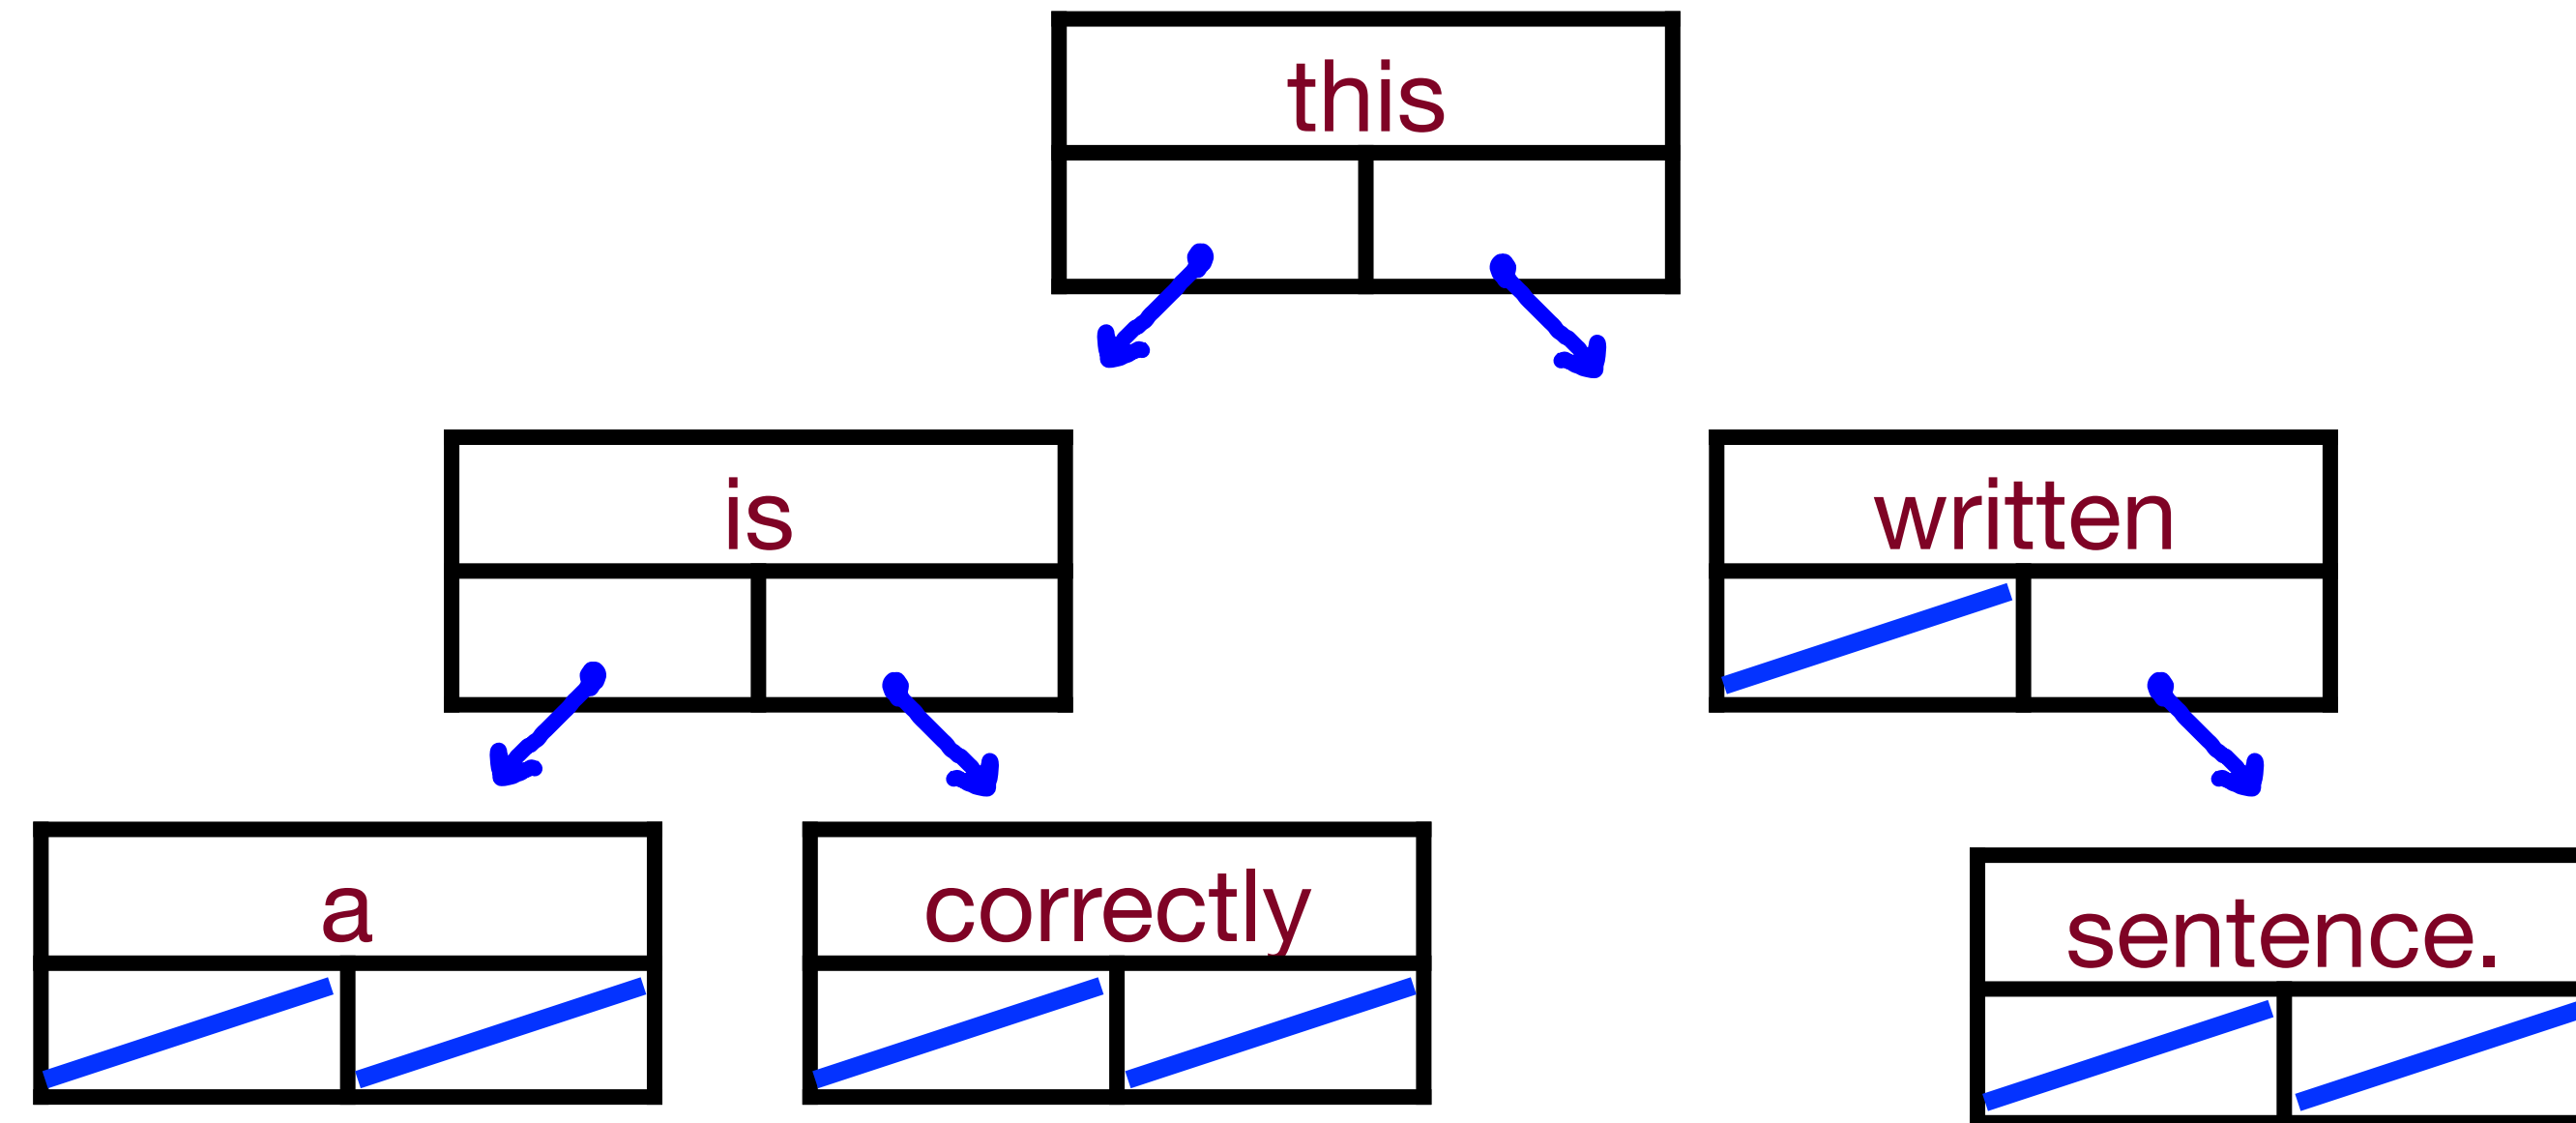 this
is
written
a
correctly
sentence.